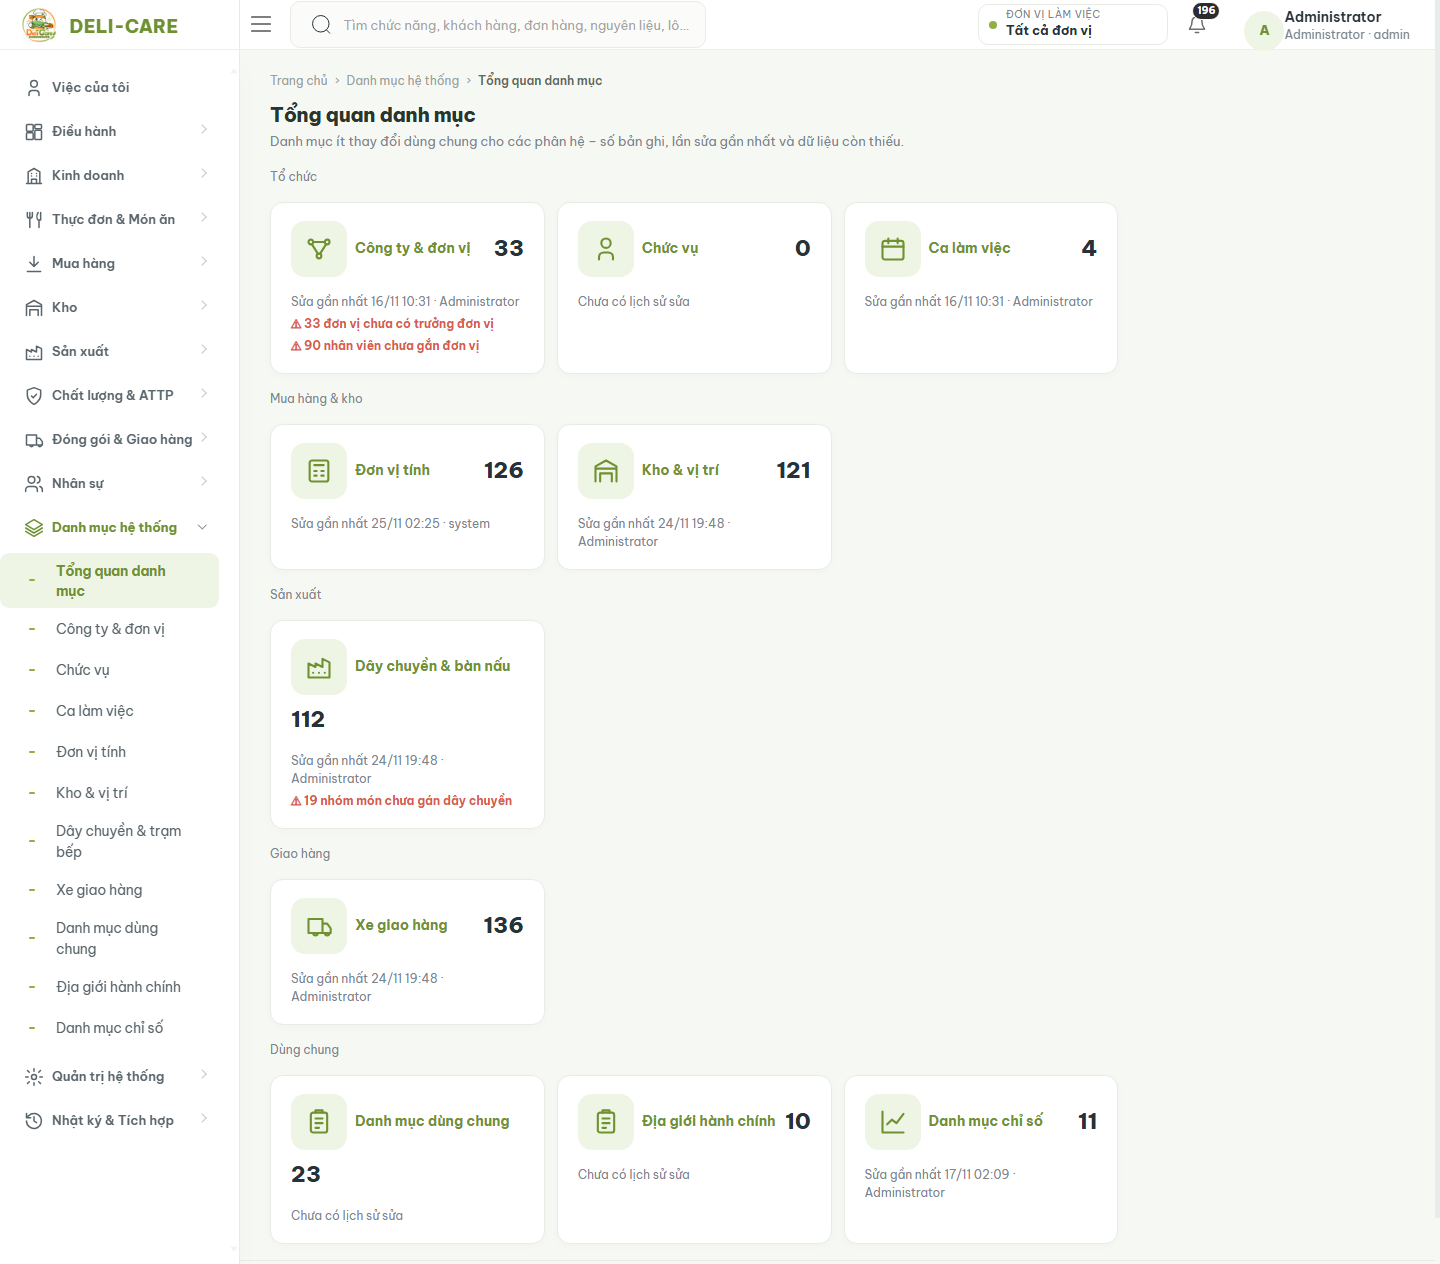 DELI-CARE
Tìm chức năng, khách hàng, đơn hàng, nguyên liệu, lô...
ĐƠN VỊ LÀM VIỆC
Tất cả đơn vị
196
A
Administrator
Administrator · admin
Việc của tôi
Điều hành
Kinh doanh
Thực đơn & Món ăn
Mua hàng
Kho
Sản xuất
Chất lượng & ATTP
Đóng gói & Giao hàng
Nhân sự
Danh mục hệ thống
Tổng quan danh
mục
Công ty & đơn vị
Chức vụ
Ca làm việc
Đơn vị tính
Kho & vị trí
Dây chuyền & trạm
bếp
Xe giao hàng
Danh mục dùng
chung
Địa giới hành chính
Danh mục chỉ số
Quản trị hệ thống
Nhật ký & Tích hợp
Trang chủ › Danh mục hệ thống › Tổng quan danh mục
Tổng quan danh mục
Danh mục ít thay đổi dùng chung cho các phân hệ – số bản ghi, lần sửa gần nhất và dữ liệu còn thiếu.
Tổ chức
Công ty & đơn vị 33
Sửa gần nhất 16/11 10:31 · Administrator
⚠ 33 đơn vị chưa có trưởng đơn vị
⚠ 90 nhân viên chưa gắn đơn vị
Chức vụ 0
Chưa có lịch sử sửa
Ca làm việc 4
Sửa gần nhất 16/11 10:31 · Administrator
Mua hàng & kho
Đơn vị tính 126
Sửa gần nhất 25/11 02:25 · system
Kho & vị trí 121
Sửa gần nhất 24/11 19:48 ·
Administrator
Sản xuất
Dây chuyền & bàn nấu
112
Sửa gần nhất 24/11 19:48 ·
Administrator
⚠ 19 nhóm món chưa gán dây chuyền
Giao hàng
Xe giao hàng 136
Sửa gần nhất 24/11 19:48 ·
Administrator
Dùng chung
Danh mục dùng chung
23
Chưa có lịch sử sửa
Địa giới hành chính 10
Chưa có lịch sử sửa
Danh mục chỉ số 11
Sửa gần nhất 17/11 02:09 ·
Administrator